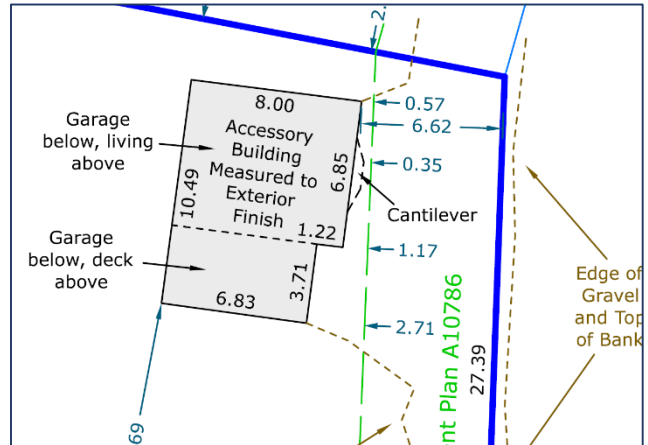 2.
8.00
0.57
Garage
below, living
above
Accessory
Building
Measured to
Exterior
Finish
6.62
6.85
0.35
10.49
Cantilever
1.22
Garage
below, deck
above
1.17
3.71
6.83
Edge of
Gravel
and Top
of Bank
2.71
nt Plan A10786
27.39
69